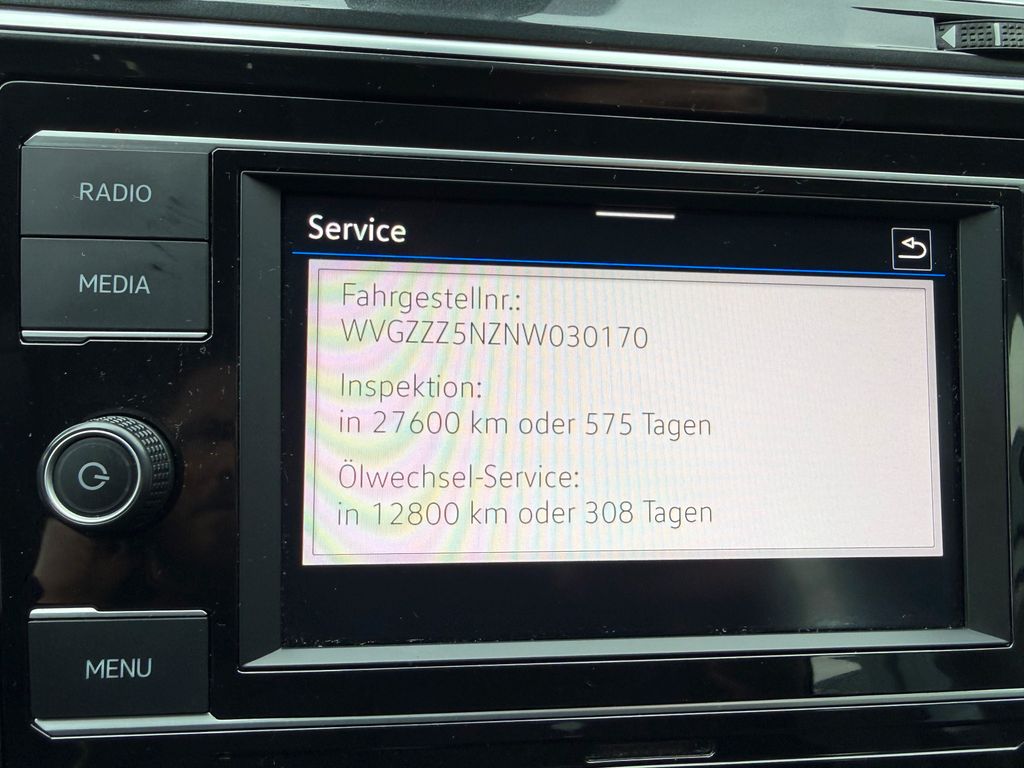 RADIO
MEDIA
MENU
Service
Fahrgestellnr.:
WVGZZZ5NZNW030170
Inspektion:
in 27600 km oder 575 Tagen
Ölwechsel-Service:
in 12800 km oder 308 Tagen